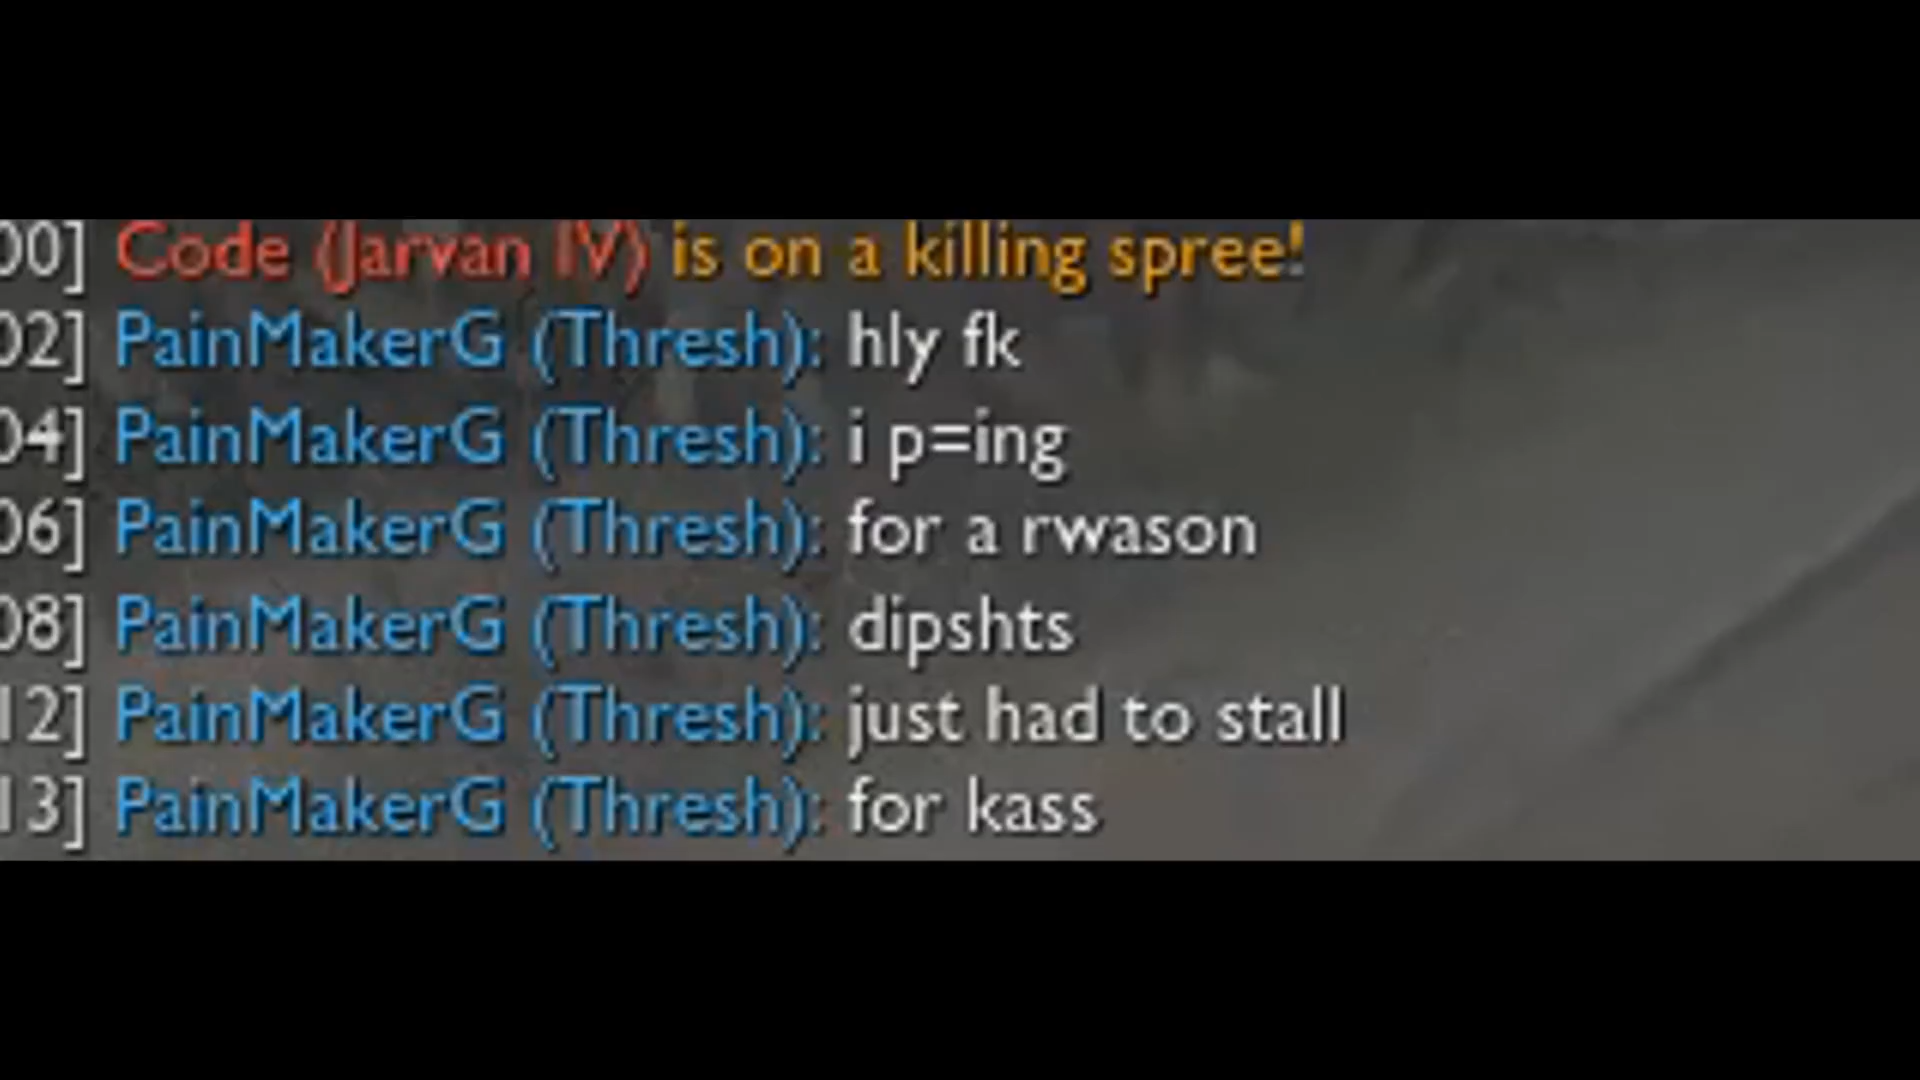 00] Code (Jarvan IV) is on a killing spree!
02] PainMakerG (Thresh): hly fk
04] PainMakerG (Thresh): i p=ing
06] PainMakerG (Thresh): for a rwason
08] PainMakerG (Thresh): dipshts
12] PainMakerG (Thresh): just had to stall
13] PainMakerG (Thresh): for kass